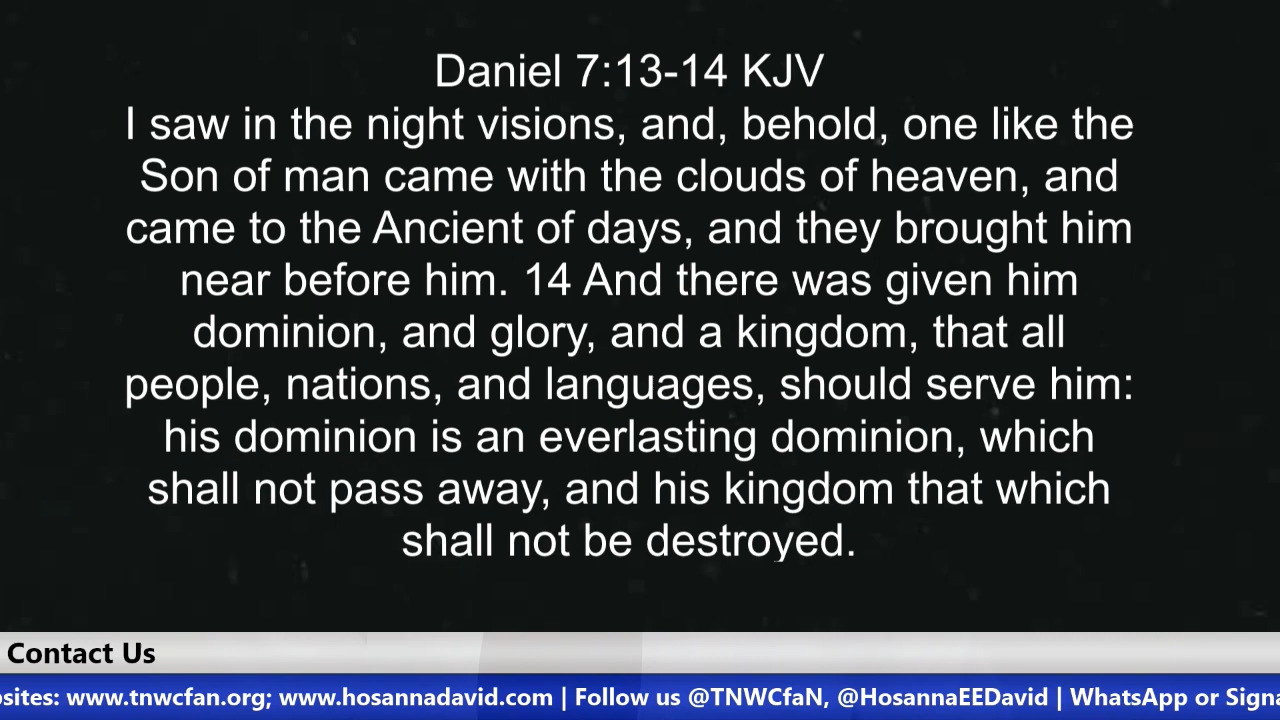 Daniel 7:13-14 KJV
I saw in the night visions, and, behold, one like the
Son of man came with the clouds of heaven, and
came to the Ancient of days, and they brought him
near before him. 14 And there was given him
dominion, and glory, and a kingdom, that all
people, nations, and languages, should serve him:
his dominion is an everlasting dominion, which
shall not pass away, and his kingdom that which
shall not be destroyed.
Contact Us
www.tnwcfan.org; www.hosannadavid.com | Follow us @TNWCfaN, @HosannaEEDavid | WhatsApp or